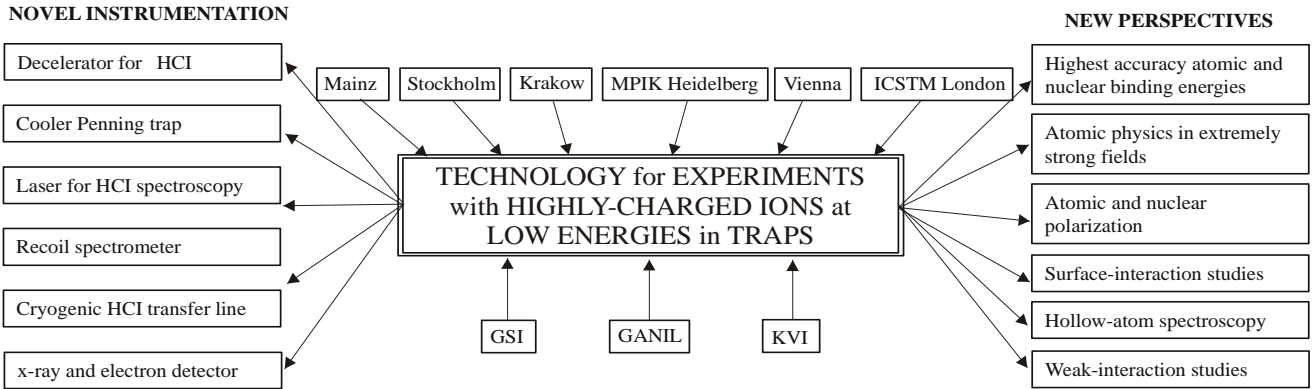 NOVEL INSTRUMENTATION
Decelerator for HCI
Cooler Penning trap
Laser for HCI spectroscopy
Recoil spectrometer
Cryogenic HCI transfer line
x-ray and electron detector
Mainz
Stockholm
Krakow
MPIK Heidelberg
Vienna
ICSTM London
TECHNOLOGY for EXPERIMENTS
with HIGHLY-CHARGED IONS at
LOW ENERGIES in TRAPS
GSI
GANIL
KVI
NEW PERSPECTIVES
Highest accuracy atomic and
nuclear binding energies
Atomic physics in extremely
strong fields
Atomic and nuclear
polarization
Surface-interaction studies
Hollow-atom spectroscopy
Weak-interaction studies